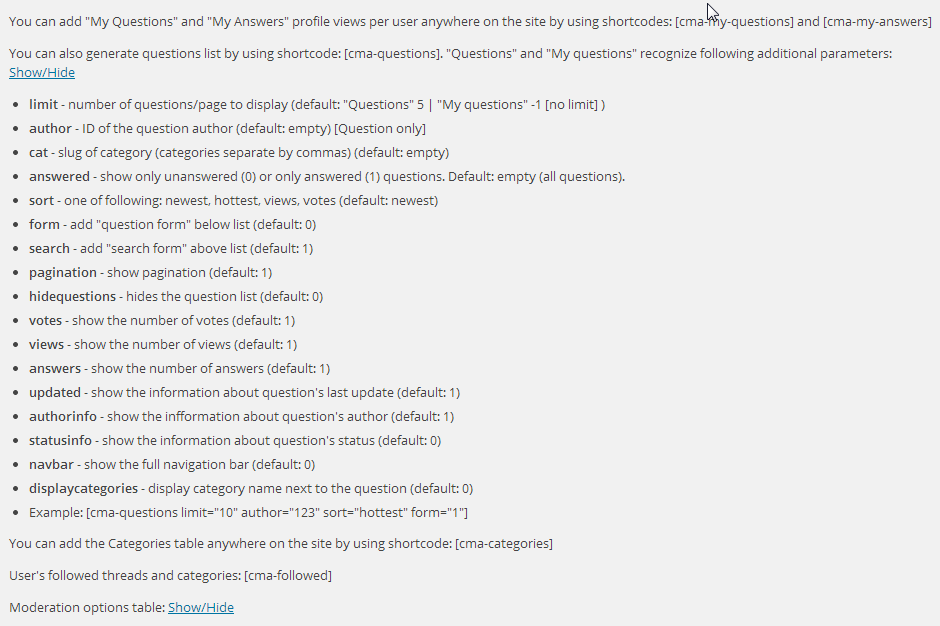 You can add "My Questions" and "My Answers" profile views per user anywhere on the site by using shortcodes: [cma-my-questions] and [cma-my-answers]
You can also generate questions list by using shortcode: [cma-questions]. "Questions" and "My questions" recognize following additional parameters:
Show/Hide
limit - number of questions/page to display (default: "Questions" 5 | "My questions" -1 [no limit] )
author - ID of the question author (default: empty) [Question only]
cat - slug of category (categories separate by commas) (default: empty)
answered - show only unanswered (0) or only answered (1) questions. Default: empty (all questions).
sort - one of following: newest, hottest, views, votes (default: newest)
form - add "question form" below list (default: 0)
search - add "search form" above list (default: 1)
pagination - show pagination (default: 1)
hidequestions - hides the question list (default: 0)
votes - show the number of votes (default: 1)
views - show the number of views (default: 1)
answers - show the number of answers (default: 1)
updated - show the information about question's last update (default: 1)
authorinfo - show the infformation about question's author (default: 1)
statusinfo - show the information about question's status (default: 0)
navbar - show the full navigation bar (default: 0)
displaycategories - display category name next to the question (default: 0)
Example: [cma-questions limit="10" author="123" sort="hottest" form="1"]
You can add the Categories table anywhere on the site by using shortcode: [cma-categories]
User's followed threads and categories: [cma-followed]
Moderation options table: Show/Hide